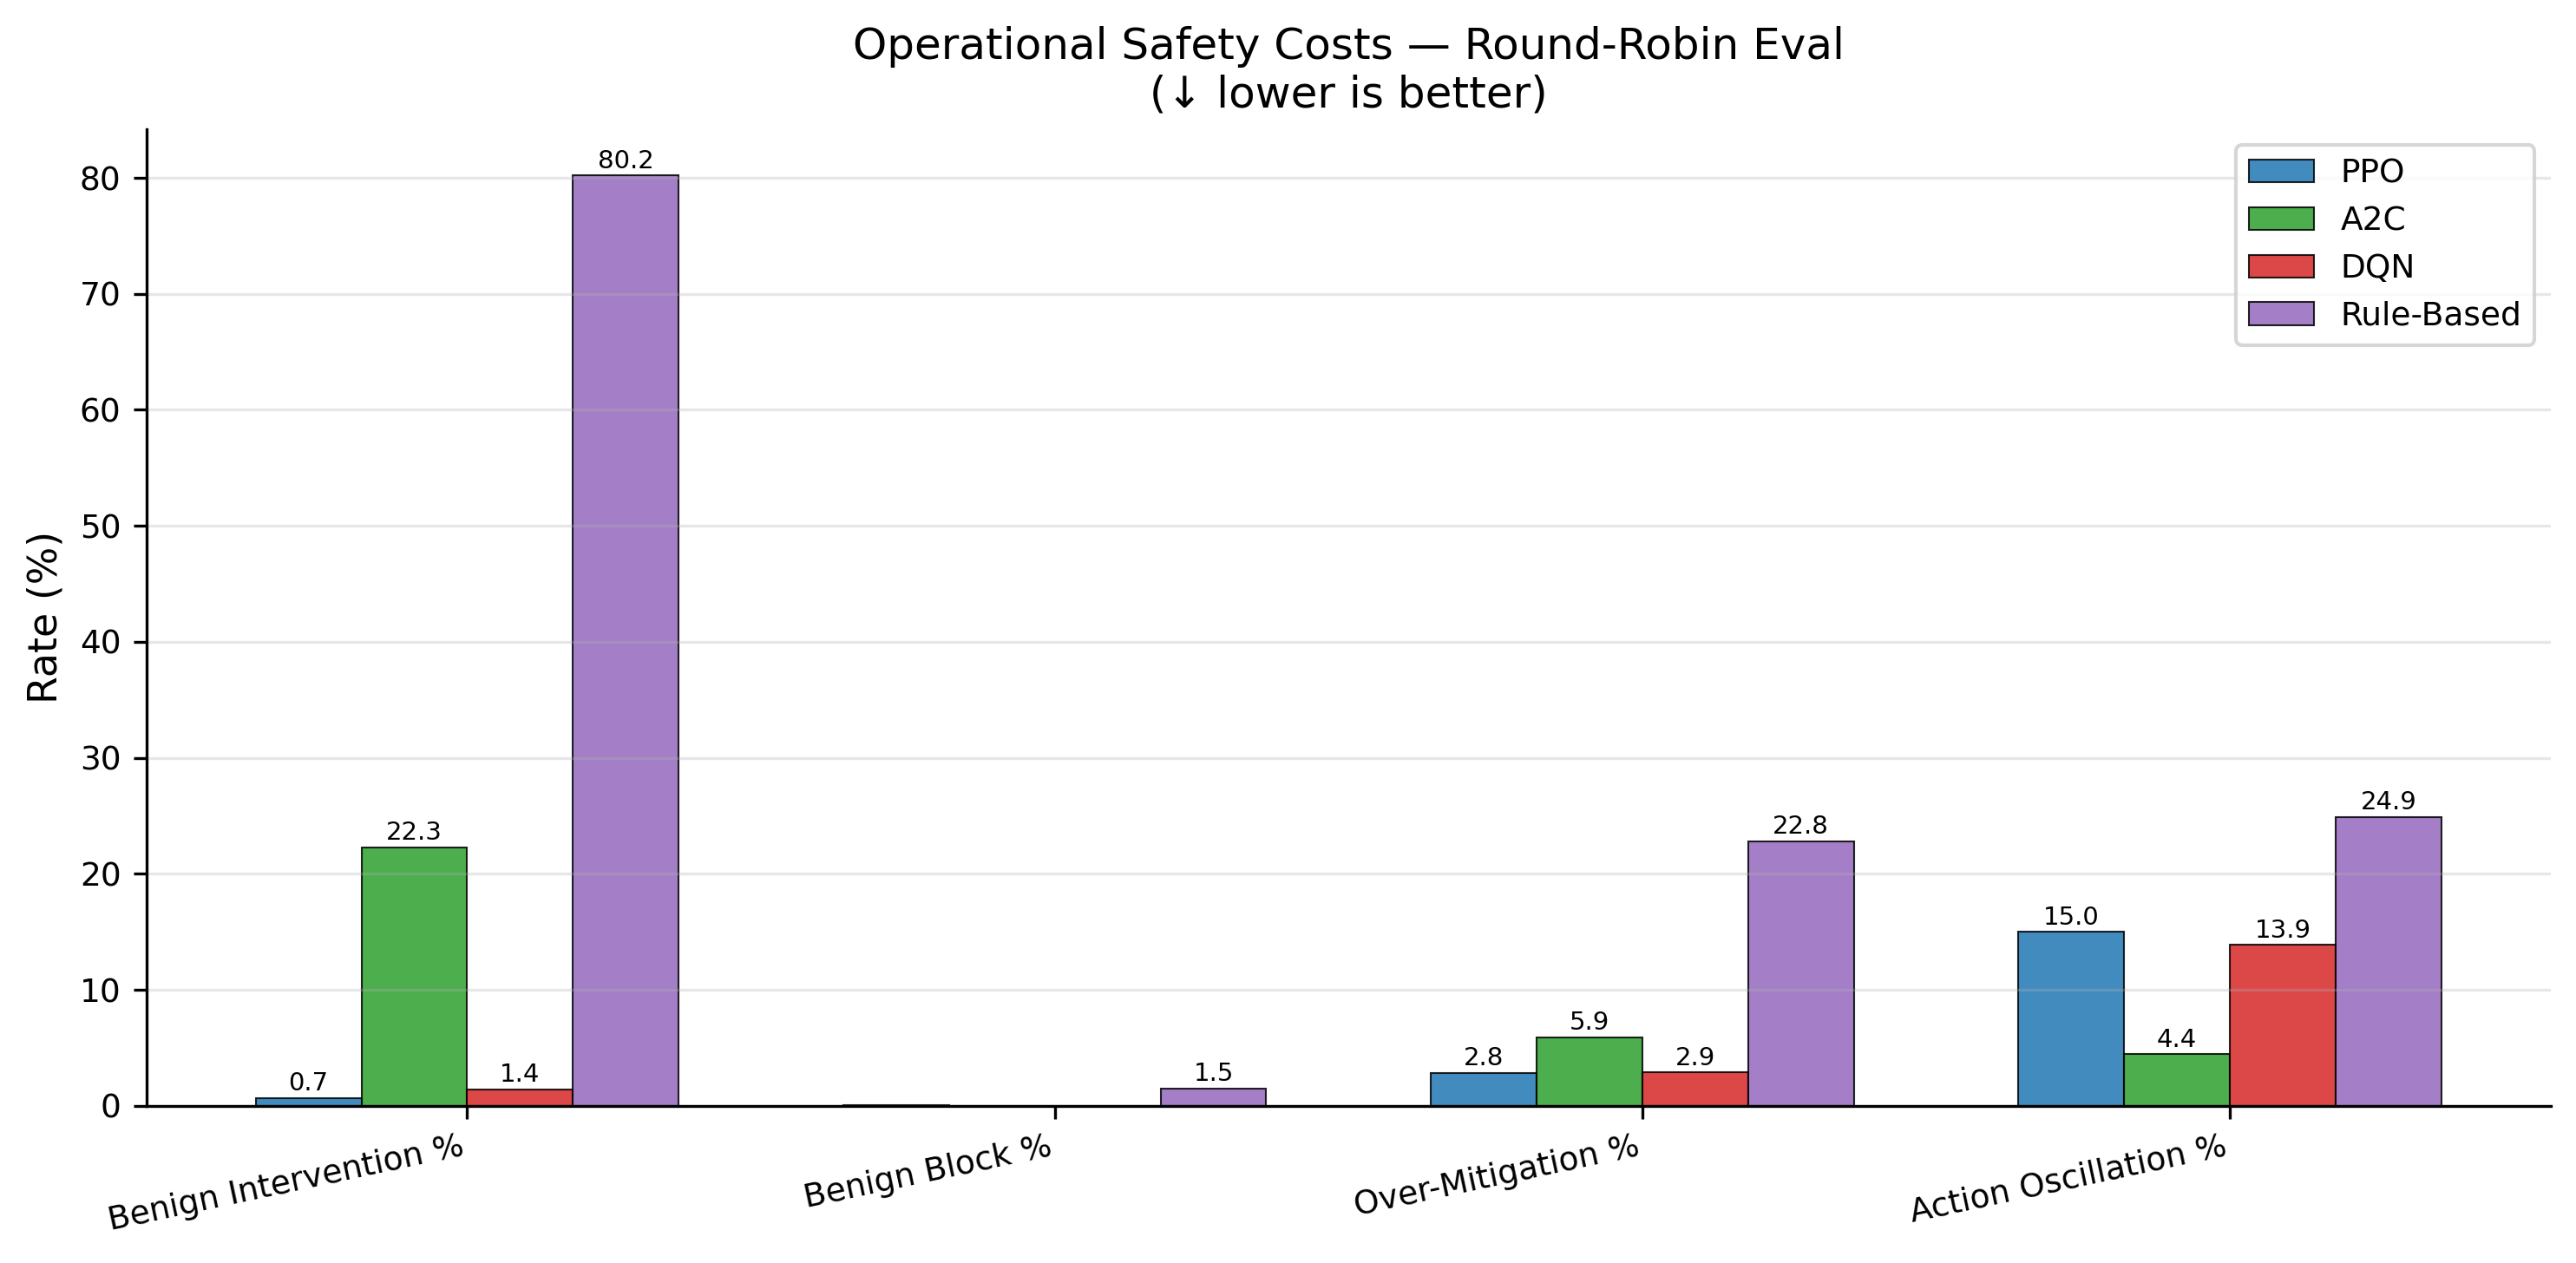 Operational Safety Costs — Round-Robin Eval
(↓ lower is better)
Rate (%)
80
70
60
50
40
30
20
10
0
PPO
A2C
DQN
Rule-Based
0.7
22.3
1.4
80.2
1.5
2.8
5.9
2.9
22.8
15.0
4.4
13.9
24.9
Benign Intervention %
Benign Block %
Over-Mitigation %
Action Oscillation %